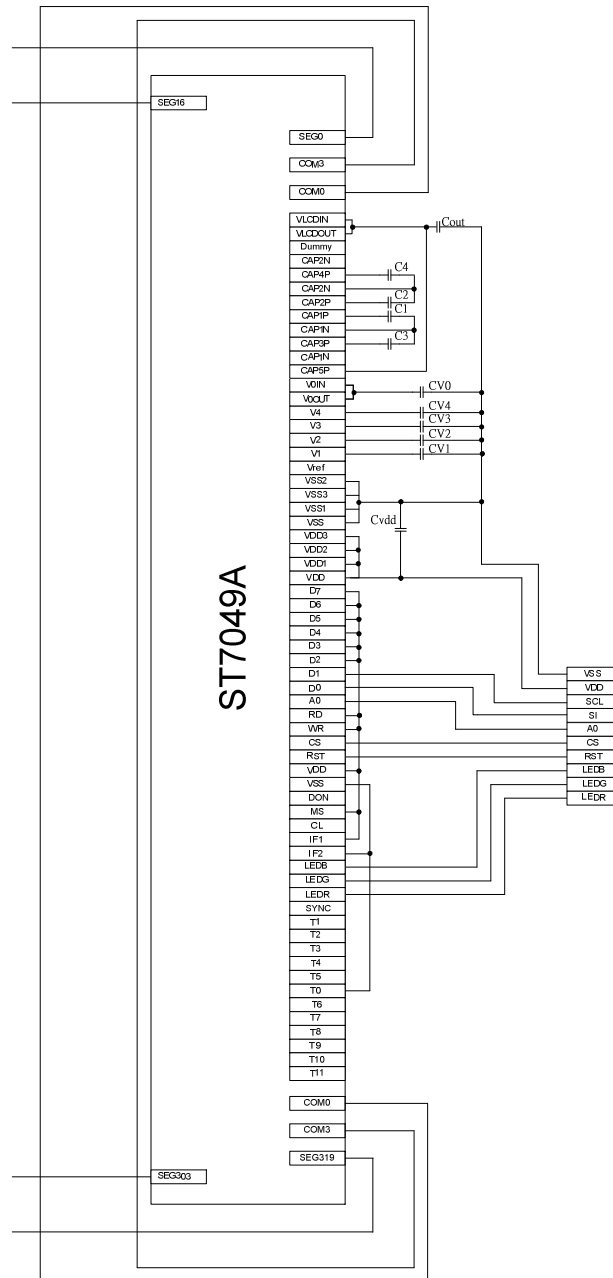 SEG16
SEG0
COM3
COM0
VLCDIN
VLCDOUT
Cout
Dummy
CAP2N
CAP4P
C4
CAP2N
CAP2P
C2
CAP1P
C1
CAP1N
CAP3P
C3
CAP1N
CAP5P
V0IN
CV0
V0OUT
V4
CV4
V3
CV3
V2
CV2
V1
CV1
Vref
VSS2
VSS3
VSS1
VSS
Cvdd
VDD3
VDD2
VDD1
VDD
D7
D6
D5
D4
D3
D2
D1
D0
A0
RD
WR
CS
RST
VDD
VSS
DON
MS
CL
IF1
IF2
LEDB
LEDG
LEDR
SYNC
T1
T2
T3
T4
T5
T0
T6
T7
T8
T9
T10
T11
COM0
COM3
SEG319
SEG303
ST7049A
VSS
VDD
SCL
SI
A0
CS
RST
LEDB
LEDG
LEDR